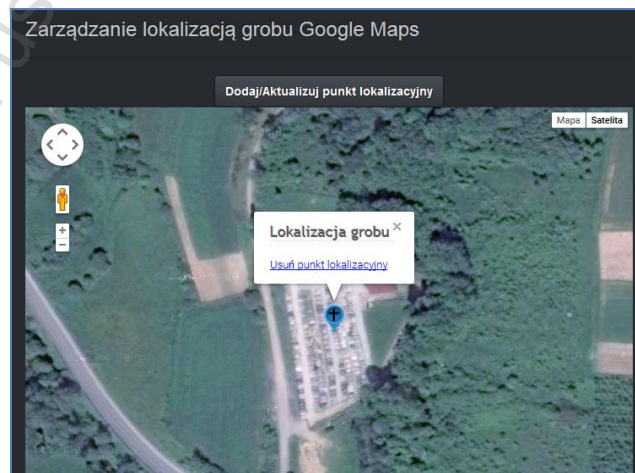 Zarządzanie lokalizacją grobu Google Maps
Dodaj/Aktualizuj punkt lokalizacyjny
Mapa Satelita
Lokalizacja grobu ×
Usuń punkt lokalizacyjny